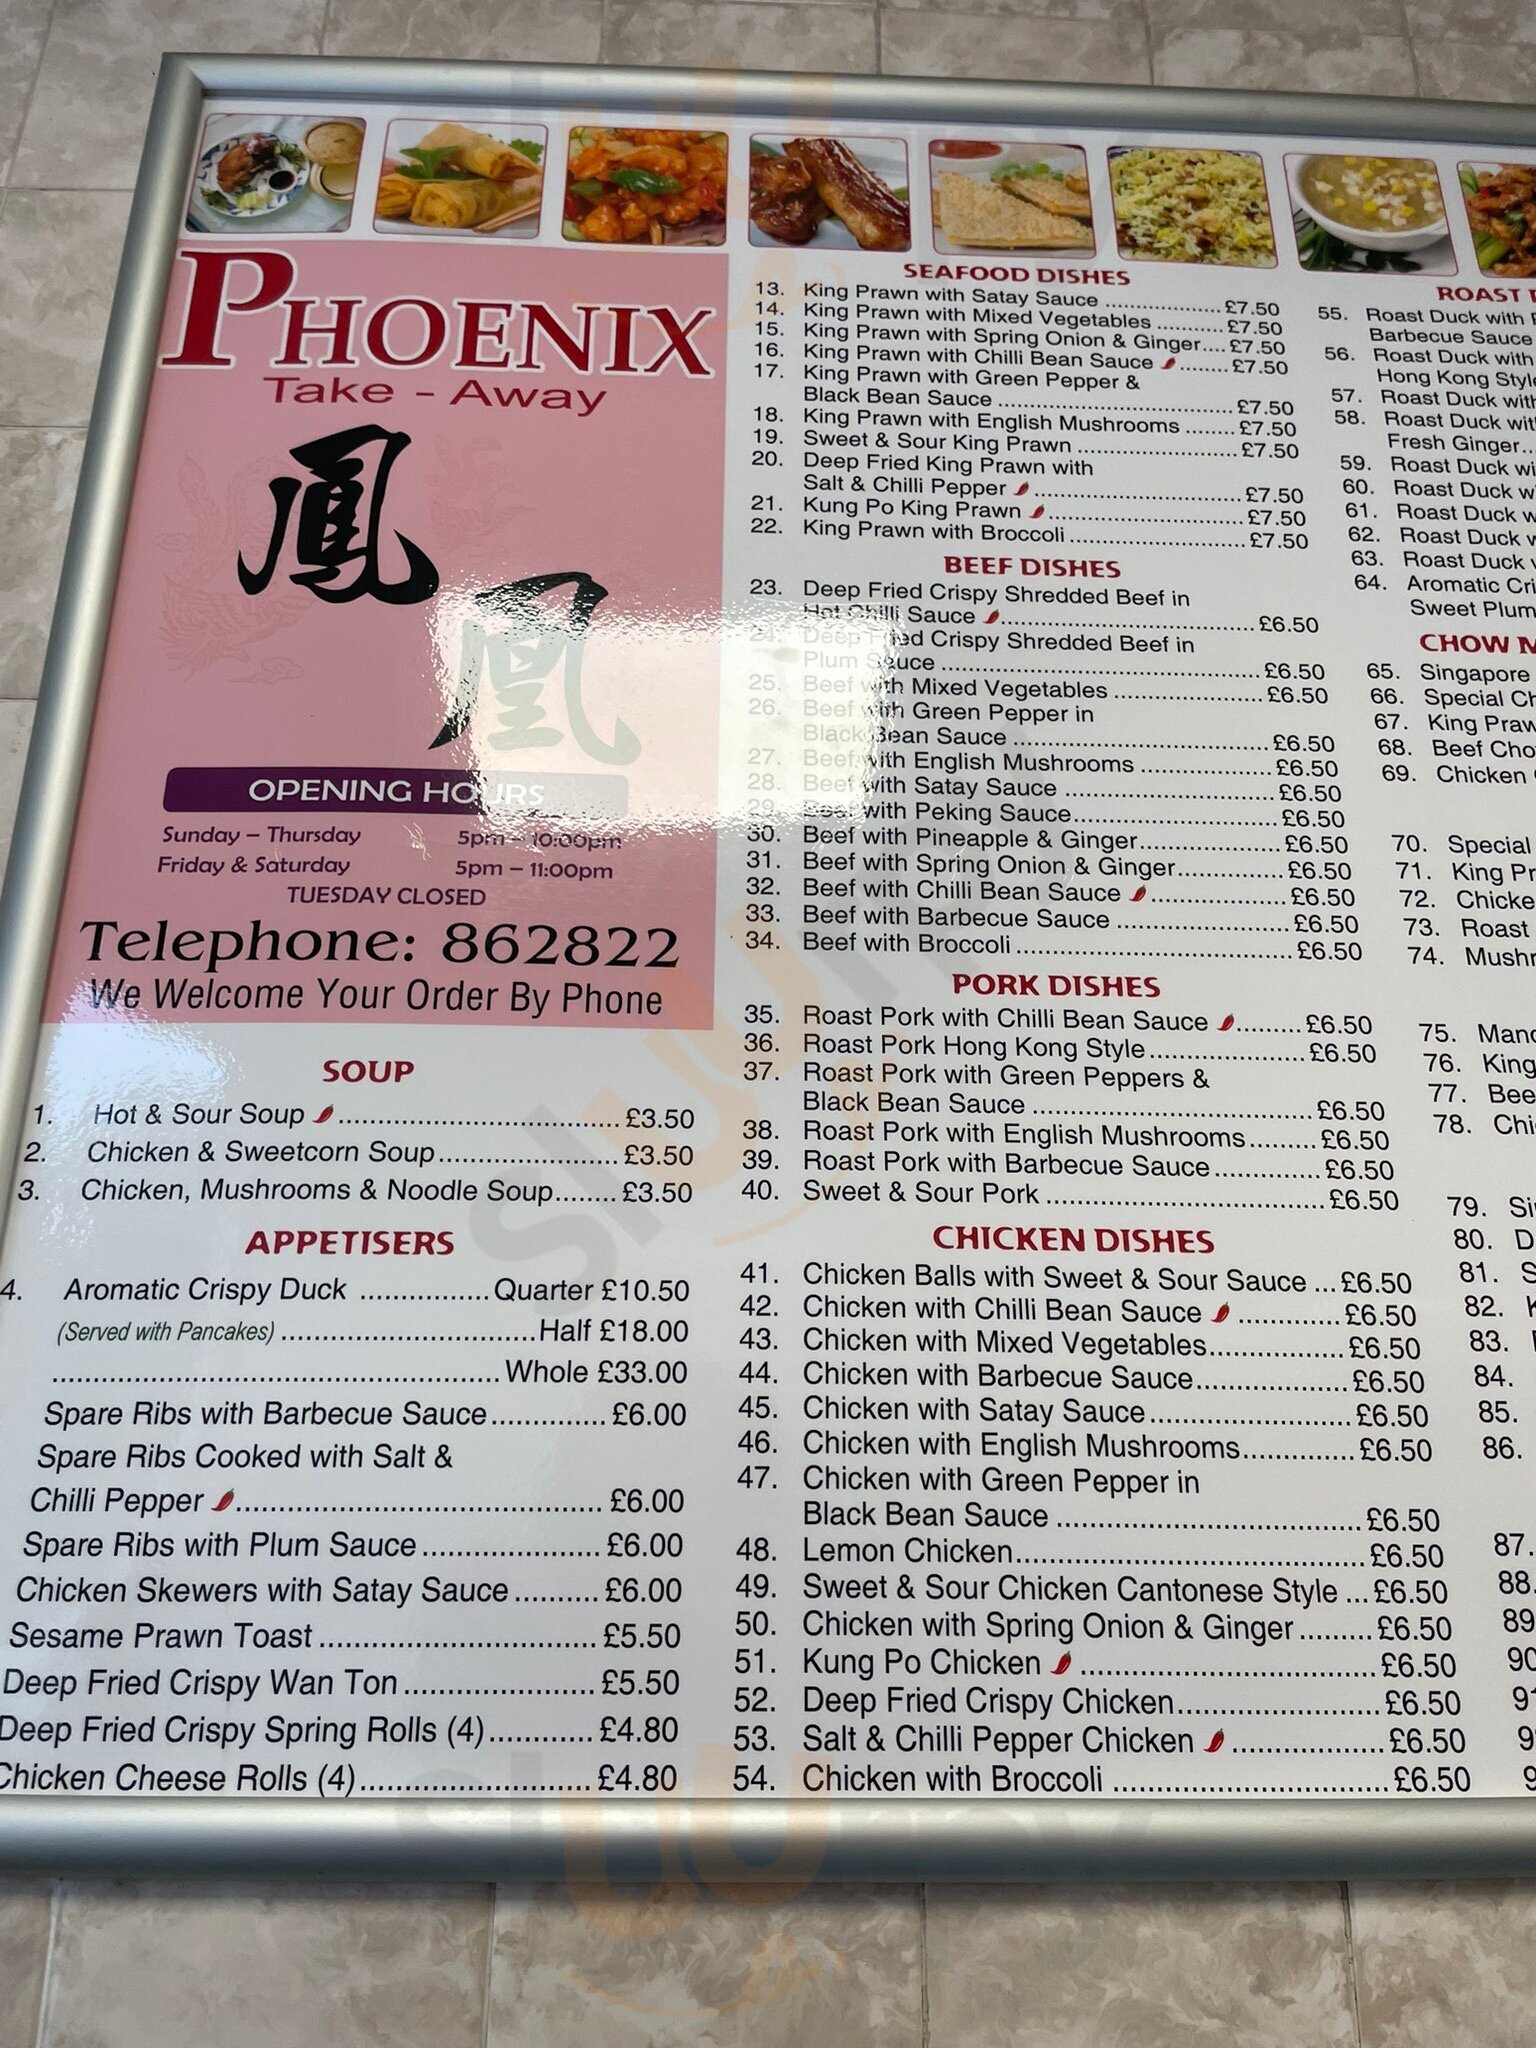 PHOENIX
Take - Away
鳳
凰
OPENING HOURS
Sunday – Thursday 5pm – 10:00pm
Friday & Saturday 5pm – 11:00pm
TUESDAY CLOSED
Telephone: 862822
We Welcome Your Order By Phone
SOUP
1. Hot & Sour Soup £3.50
2. Chicken & Sweetcorn Soup £3.50
3. Chicken, Mushrooms & Noodle Soup £3.50
APPETISERS
4. Aromatic Crispy Duck Quarter £10.50
(Served with Pancakes) Half £18.00
Whole £33.00
Spare Ribs with Barbecue Sauce £6.00
Spare Ribs Cooked with Salt &
Chilli Pepper £6.00
Spare Ribs with Plum Sauce £6.00
Chicken Skewers with Satay Sauce £6.00
Sesame Prawn Toast £5.50
Deep Fried Crispy Wan Ton £5.50
Deep Fried Crispy Spring Rolls (4) £4.80
Chicken Cheese Rolls (4) £4.80
SEAFOOD DISHES
13. King Prawn with Satay Sauce £7.50
14. King Prawn with Mixed Vegetables £7.50
15. King Prawn with Spring Onion & Ginger £7.50
16. King Prawn with Chilli Bean Sauce £7.50
17. King Prawn with Green Pepper &
Black Bean Sauce £7.50
18. King Prawn with English Mushrooms £7.50
19. Sweet & Sour King Prawn £7.50
20. Deep Fried King Prawn with
Salt & Chilli Pepper £7.50
21. Kung Po King Prawn £7.50
22. King Prawn with Broccoli £7.50
BEEF DISHES
23. Deep Fried Crispy Shredded Beef in
Hot Chilli Sauce £6.50
24. Deep Fried Crispy Shredded Beef in
Plum Sauce £6.50
25. Beef with Mixed Vegetables £6.50
26. Beef with Green Pepper in
Black Bean Sauce £6.50
27. Beef with English Mushrooms £6.50
28. Beef with Satay Sauce £6.50
29. Beef with Peking Sauce £6.50
30. Beef with Pineapple & Ginger £6.50
31. Beef with Spring Onion & Ginger £6.50
32. Beef with Chilli Bean Sauce £6.50
33. Beef with Barbecue Sauce £6.50
34. Beef with Broccoli £6.50
PORK DISHES
35. Roast Pork with Chilli Bean Sauce £6.50
36. Roast Pork Hong Kong Style £6.50
37. Roast Pork with Green Peppers &
Black Bean Sauce £6.50
38. Roast Pork with English Mushrooms £6.50
39. Roast Pork with Barbecue Sauce £6.50
40. Sweet & Sour Pork £6.50
CHICKEN DISHES
41. Chicken Balls with Sweet & Sour Sauce £6.50
42. Chicken with Chilli Bean Sauce £6.50
43. Chicken with Mixed Vegetables £6.50
44. Chicken with Barbecue Sauce £6.50
45. Chicken with Satay Sauce £6.50
46. Chicken with English Mushrooms £6.50
47. Chicken with Green Pepper in
Black Bean Sauce £6.50
48. Lemon Chicken £6.50
49. Sweet & Sour Chicken Cantonese Style £6.50
50. Chicken with Spring Onion & Ginger £6.50
51. Kung Po Chicken £6.50
52. Deep Fried Crispy Chicken £6.50
53. Salt & Chilli Pepper Chicken £6.50
54. Chicken with Broccoli £6.50
ROAST
55. Roast Duck with
Barbecue Sauce
56. Roast Duck with
Hong Kong Style
57. Roast Duck with
58. Roast Duck with
Fresh Ginger
59. Roast Duck
60. Roast Duck
61. Roast Duck
62. Roast Duck
63. Roast Duck
64. Aromatic
Sweet Plum
CHOW
65. Singapore
66. Special
67. King
68. Beef
69. Chicken
70. Special
71. King
72.
73. Roast
74.
75.
76. King
77.
78.
79.
80.
81.
82.
83.
84.
85.
86.
87.
88.
89
90